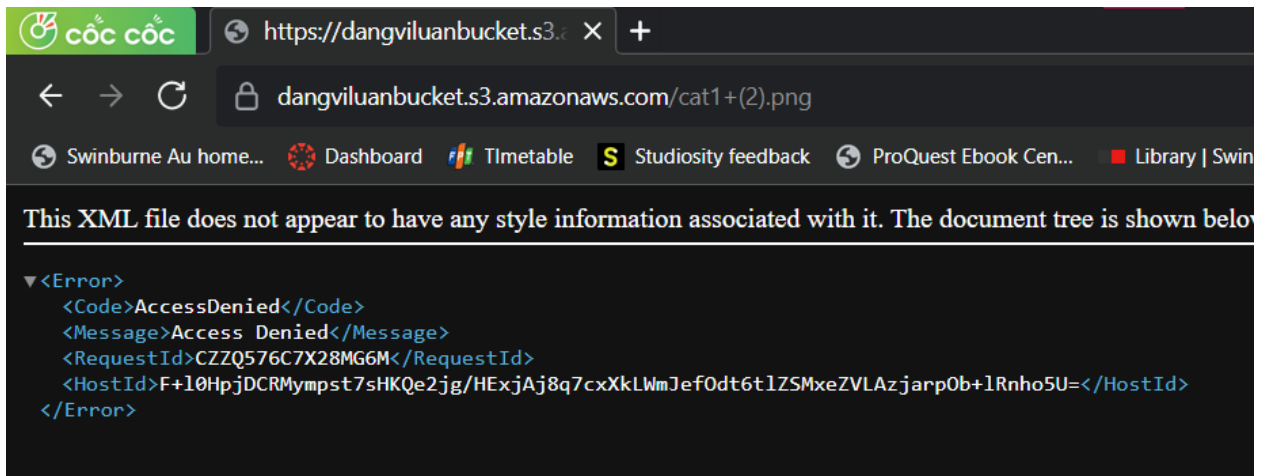 cốc cốc
https://dangviluanbucket.s3.a
dangviluanbucket.s3.amazonaws.com/cat1+(2).png
Swinburne Au home... Dashboard TImetable S Studiosity feedback ProQuest Ebook Cen... Library | Swin
This XML file does not appear to have any style information associated with it. The document tree is shown below
▼<Error>
<Code>AccessDenied</Code>
<Message>Access Denied</Message>
<RequestId>CZZQ576C7X28MG6M</RequestId>
<HostId>F+l0HpjDCRMympst7sHKQe2jg/HExjAj8q7cxXkLWmJefOdt6tlZSMxeZVLAzjarpOb+lRnho5U=</HostId>
</Error>